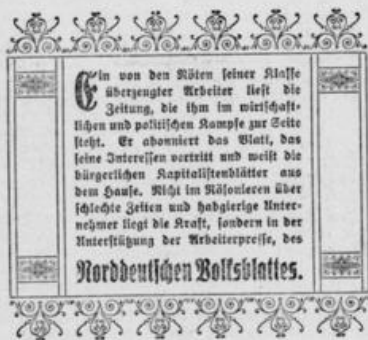 Ein von den Nöten seiner Klasse
überzeugter Arbeiter liest die
Zeitung, die ihm im wirtschaft-
lichen und politischen Kampfe zur Seite
steht. Er abonniert das Blatt, das
seine Interessen vertritt und weist die
bürgerlichen Kapitalistenblätter aus
dem Hause. Nicht im Räsonieren über
schlechte Zeiten und habgierige Unter-
nehmer liegt die Kraft, sondern in der
Unterstützung der Arbeiterpresse, des
Norddeutschen Volksblattes.